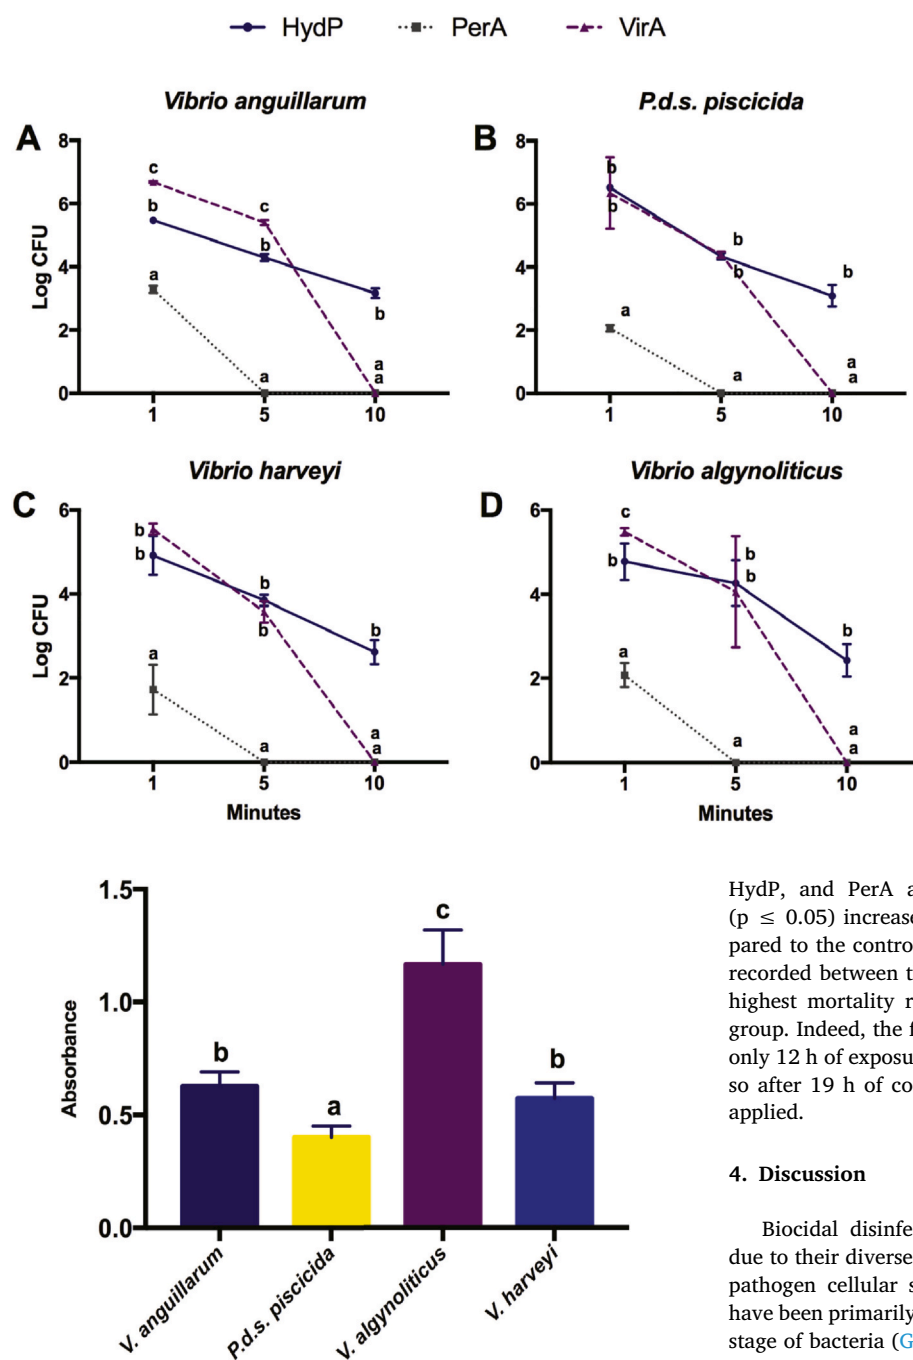 HydP PerA VirA
Vibrio anguillarum
P.d.s. piscicida
A
8
6
4
2
0
Log CFU
c
b
a
c
b
a
b
a
a
1 5 10
B
8
6
4
2
0
b
b
a
b
b
a
b
a
a
1 5 10
Vibrio harveyi
Vibrio algynoliticus
C
6
4
2
0
Log CFU
b
b
a
b
b
a
b
a
a
1 5 10
Minutes
D
6
4
2
0
c
b
a
b
b
a
b
a
a
1 5 10
Minutes
1.5
1.0
0.5
0.0
Absorbance
b
a
c
b
V. anguillarum
P.d.s. piscicida
V. algynoliticus
V. harveyi
HydP, and PerA a
(p ≤ 0.05) increase
pared to the contro
recorded between t
highest mortality r
group. Indeed, the f
only 12 h of exposu
so after 19 h of co
applied.
4. Discussion
Biocidal disinfe
due to their diverse
pathogen cellular s
have been primarily
stage of bacteria (G